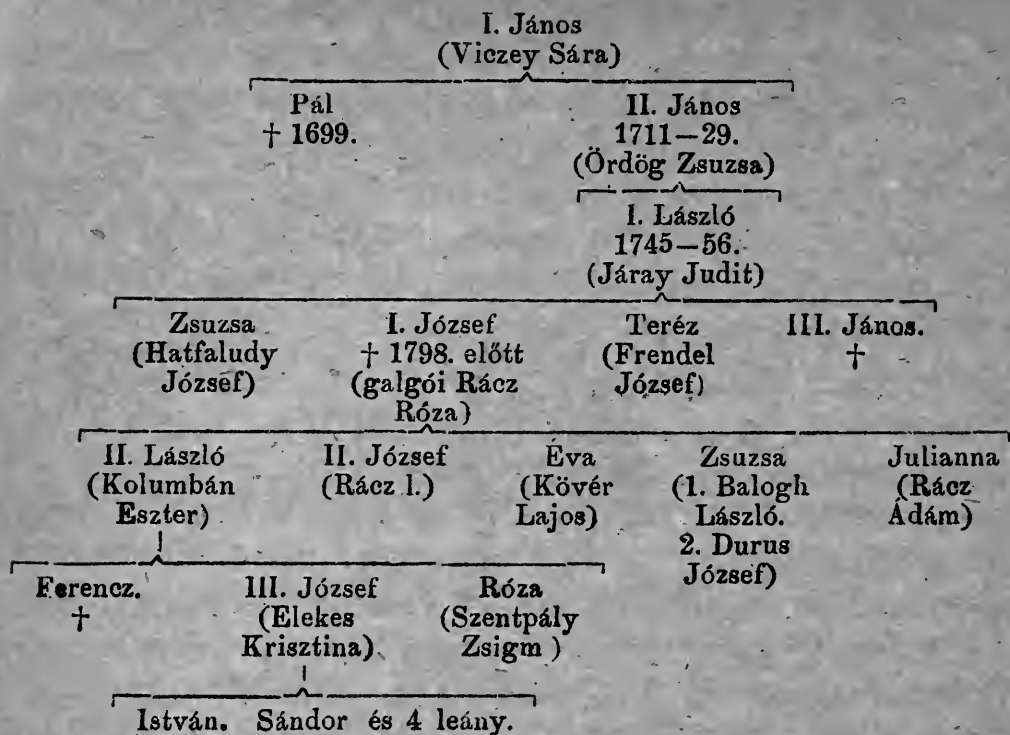 I. János
(Viczey Sára)
Pál II. János
† 1699. 1711—29.
(Ördög Zsuzsa)
I. László
1745—56.
(Járay Judit)
Zsuzsa I. József Teréz III. János.
(Hatfaludy † 1798. előtt (Frendel †
József) (galgói Rácz József)
Róza)
II. László II. József Éva Zsuzsa Julianna
(Kolumbán (Rácz l.) (Kövér (1. Balogh (Rácz
Eszter) Lajos) László. Ádám)
2. Durus
József)
Ferencz. III. József Róza
† (Elekes (Szentpály
Krisztina) Zsigm )
István. Sándor és 4 leány.